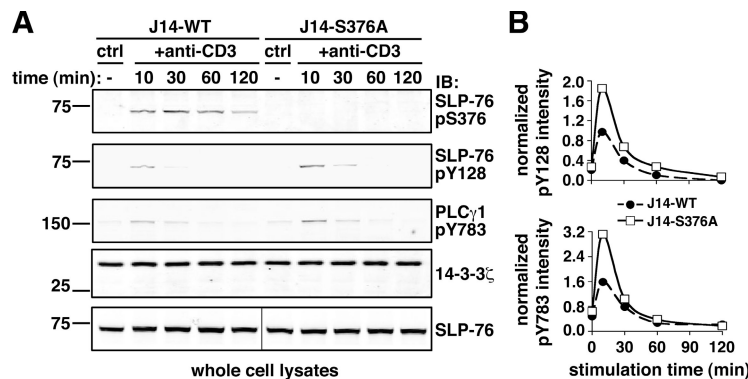 A
J14-WT J14-S376A
ctrl +anti-CD3 ctrl +anti-CD3
time (min): - 10 30 60 120 - 10 30 60 120 IB:
75 SLP-76 pS376
75 SLP-76 pY128
150 PLCγ1 pY783
14-3-3ζ
25
75 SLP-76
whole cell lysates
B
normalized pY128 intensity
2.0
1.6
1.2
0.8
0.4
0.0
J14-WT
J14-S376A
normalized pY783 intensity
3.2
2.4
1.6
0.8
0.0
0 30 60 90 120
stimulation time (min)